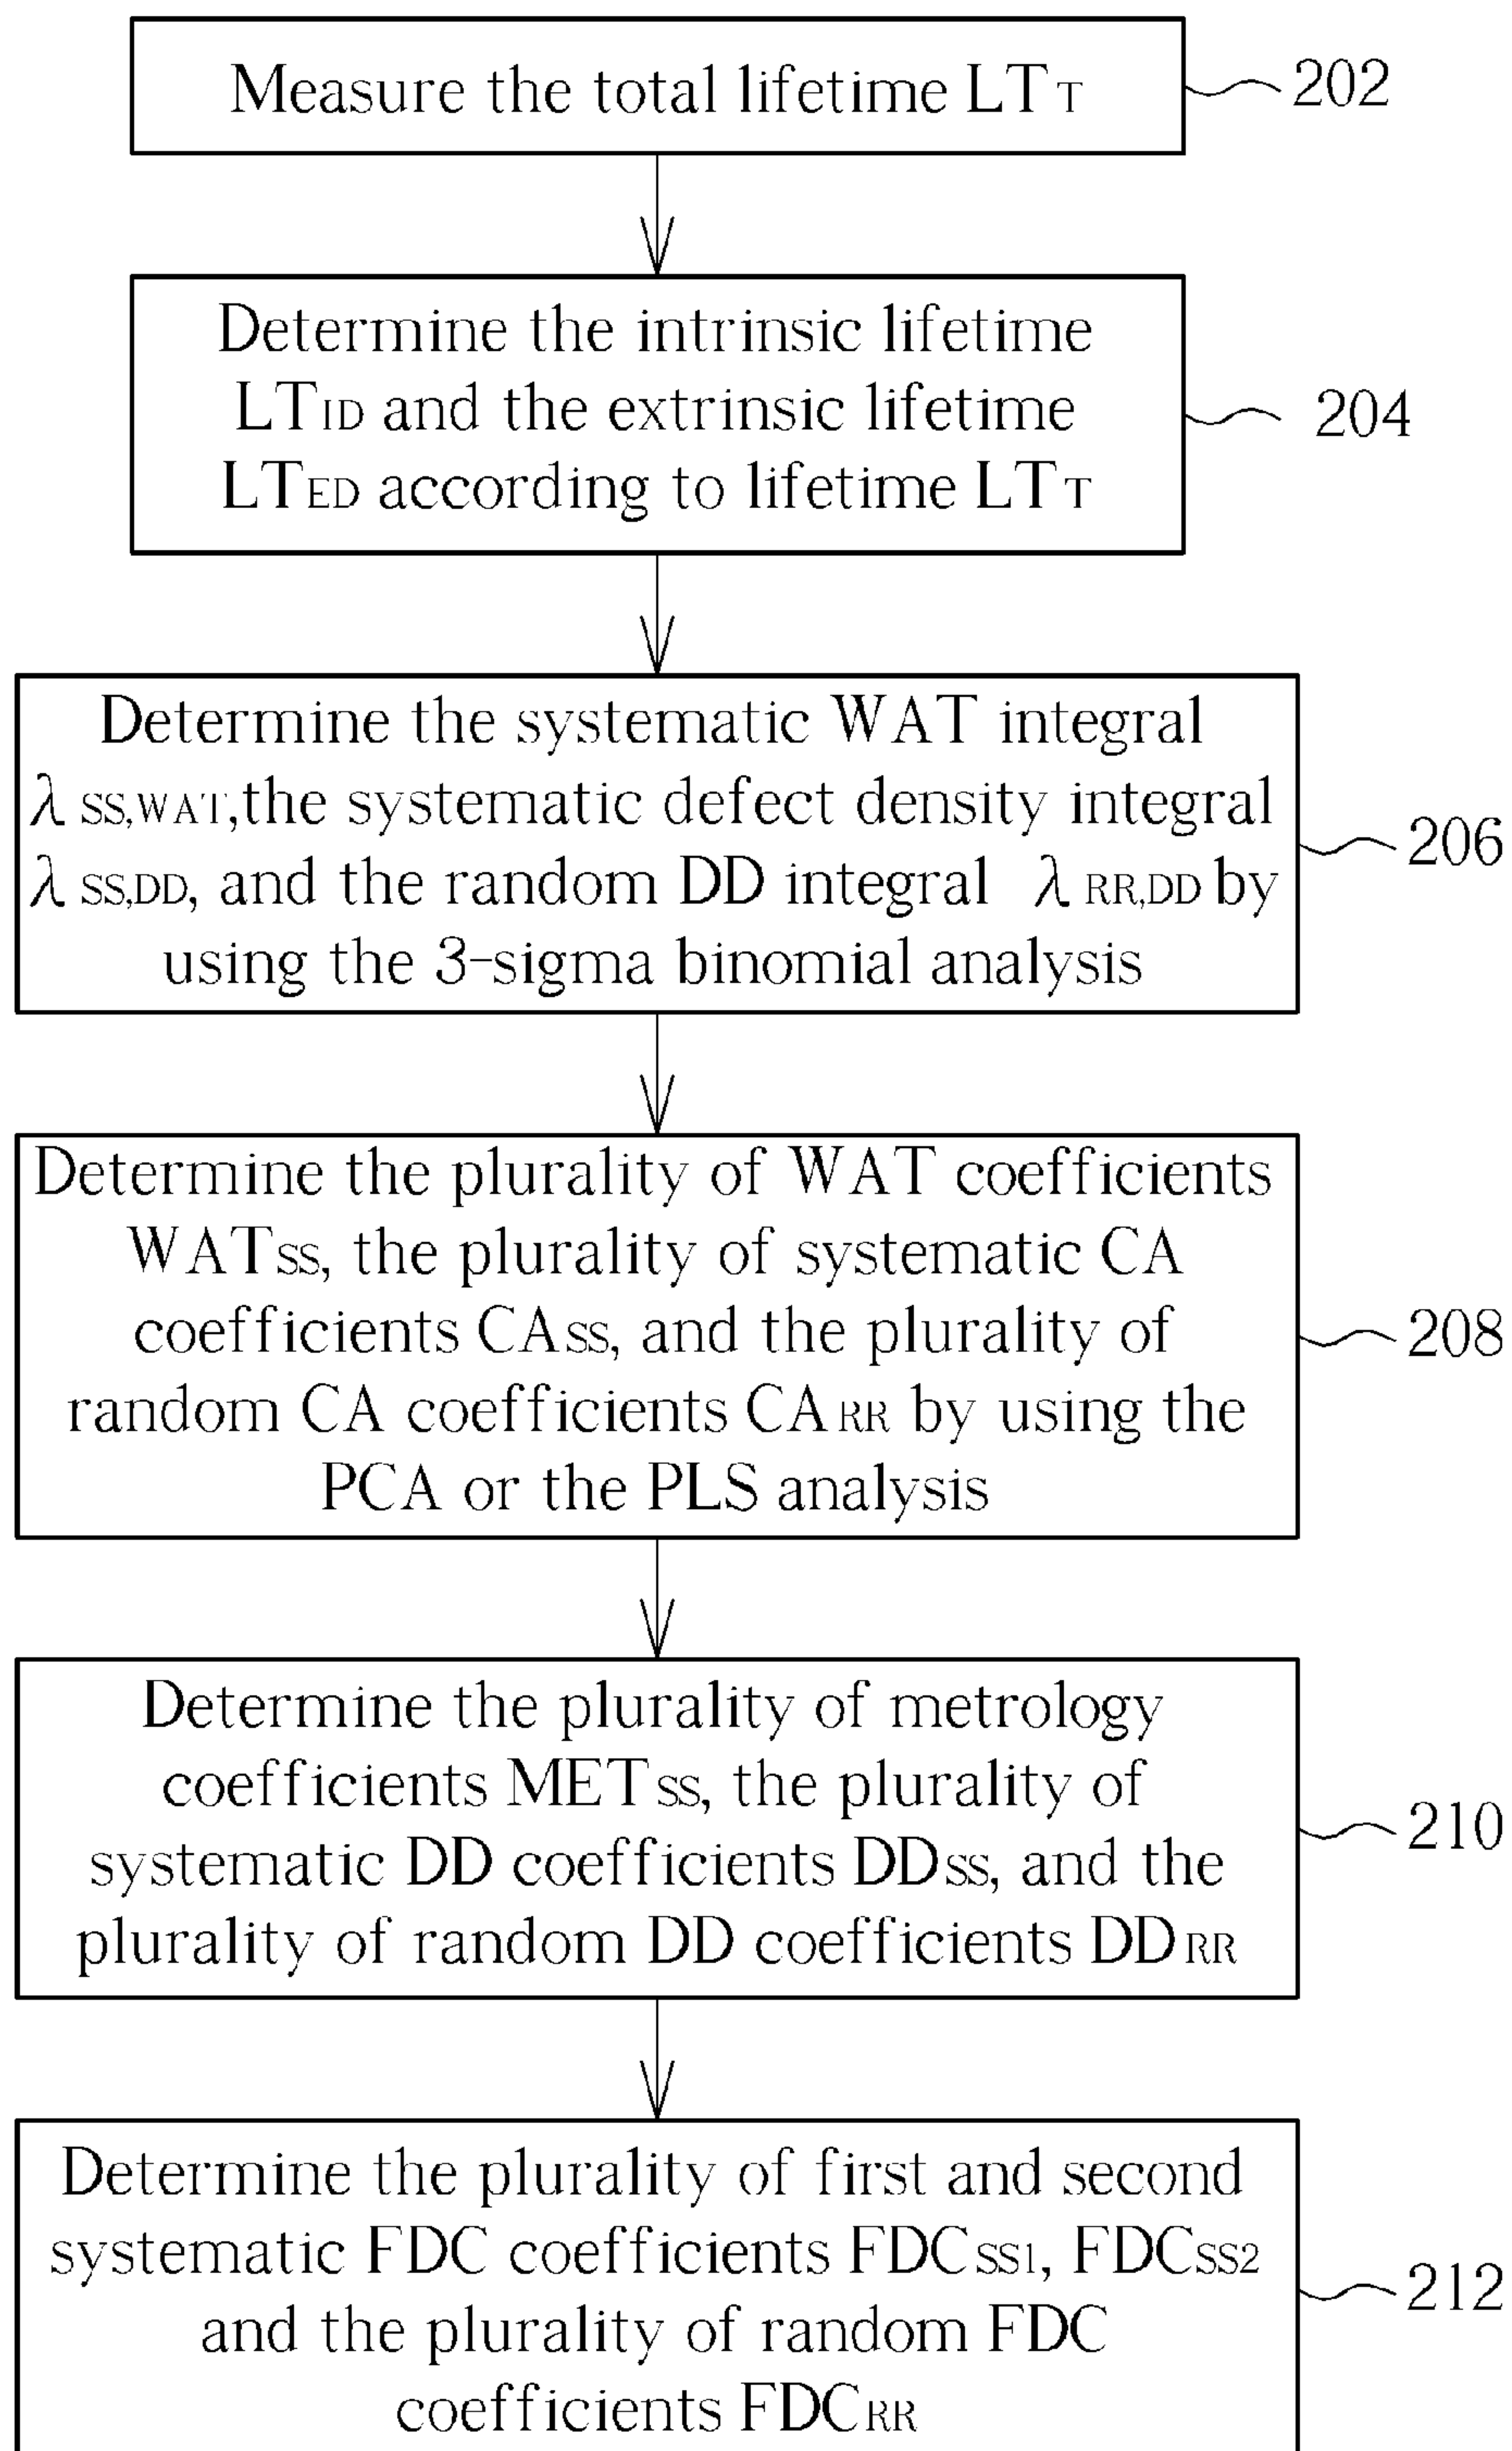 Measure the total lifetime LTT
202
Determine the intrinsic lifetime
LTID and the extrinsic lifetime
LTED according to lifetime LTT
204
Determine the systematic WAT integral
λSS,WAT,the systematic defect density integral
λSS,DD, and the random DD integral λRR,DD by
using the 3-sigma binomial analysis
206
Determine the plurality of WAT coefficients
WATSS, the plurality of systematic CA
coefficients CASS, and the plurality of
random CA coefficients CARR by using the
PCA or the PLS analysis
208
Determine the plurality of metrology
coefficients METSS, the plurality of
systematic DD coefficients DDSS, and the
plurality of random DD coefficients DDRR
210
Determine the plurality of first and second
systematic FDC coefficients FDCSS1, FDCSS2
and the plurality of random FDC
coefficients FDCRR
212